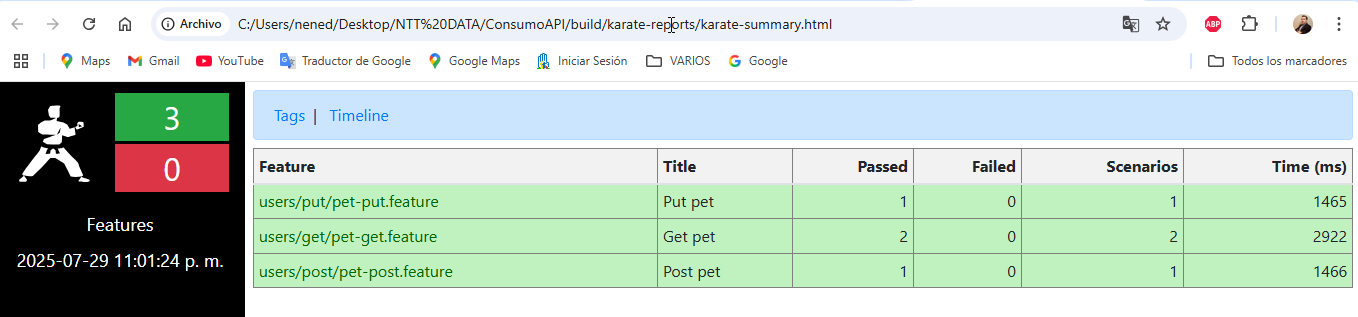 Archivo C:/Users/nened/Desktop/NTT%20DATA/ConsumoAPI/build/karate-reports/karate-summary.html ABP
Maps Gmail YouTube Traductor de Google Google Maps Iniciar Sesión VARIOS Google Todos los marcadores
3
0
Features
2025-07-29 11:01:24 p. m.
Tags | Timeline
Feature Title Passed Failed Scenarios Time (ms)
users/put/pet-put.feature Put pet 1 0 1 1465
users/get/pet-get.feature Get pet 2 0 2 2922
users/post/pet-post.feature Post pet 1 0 1 1466